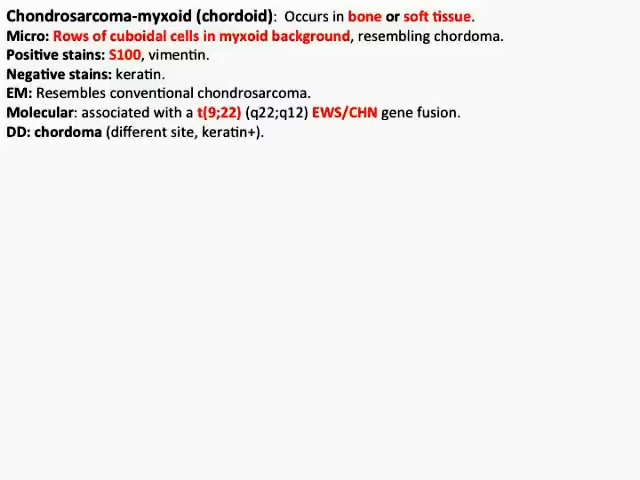 Chondrosarcoma-myxoid (chordoid): Occurs in bone or soft tissue.
Micro: Rows of cuboidal cells in myxoid background, resembling chordoma.
Positive stains: S100, vimentin.
Negative stains: keratin.
EM: Resembles conventional chondrosarcoma.
Molecular: associated with a t(9;22) (q22;q12) EWS/CHN gene fusion.
DD: chordoma (different site, keratin+).